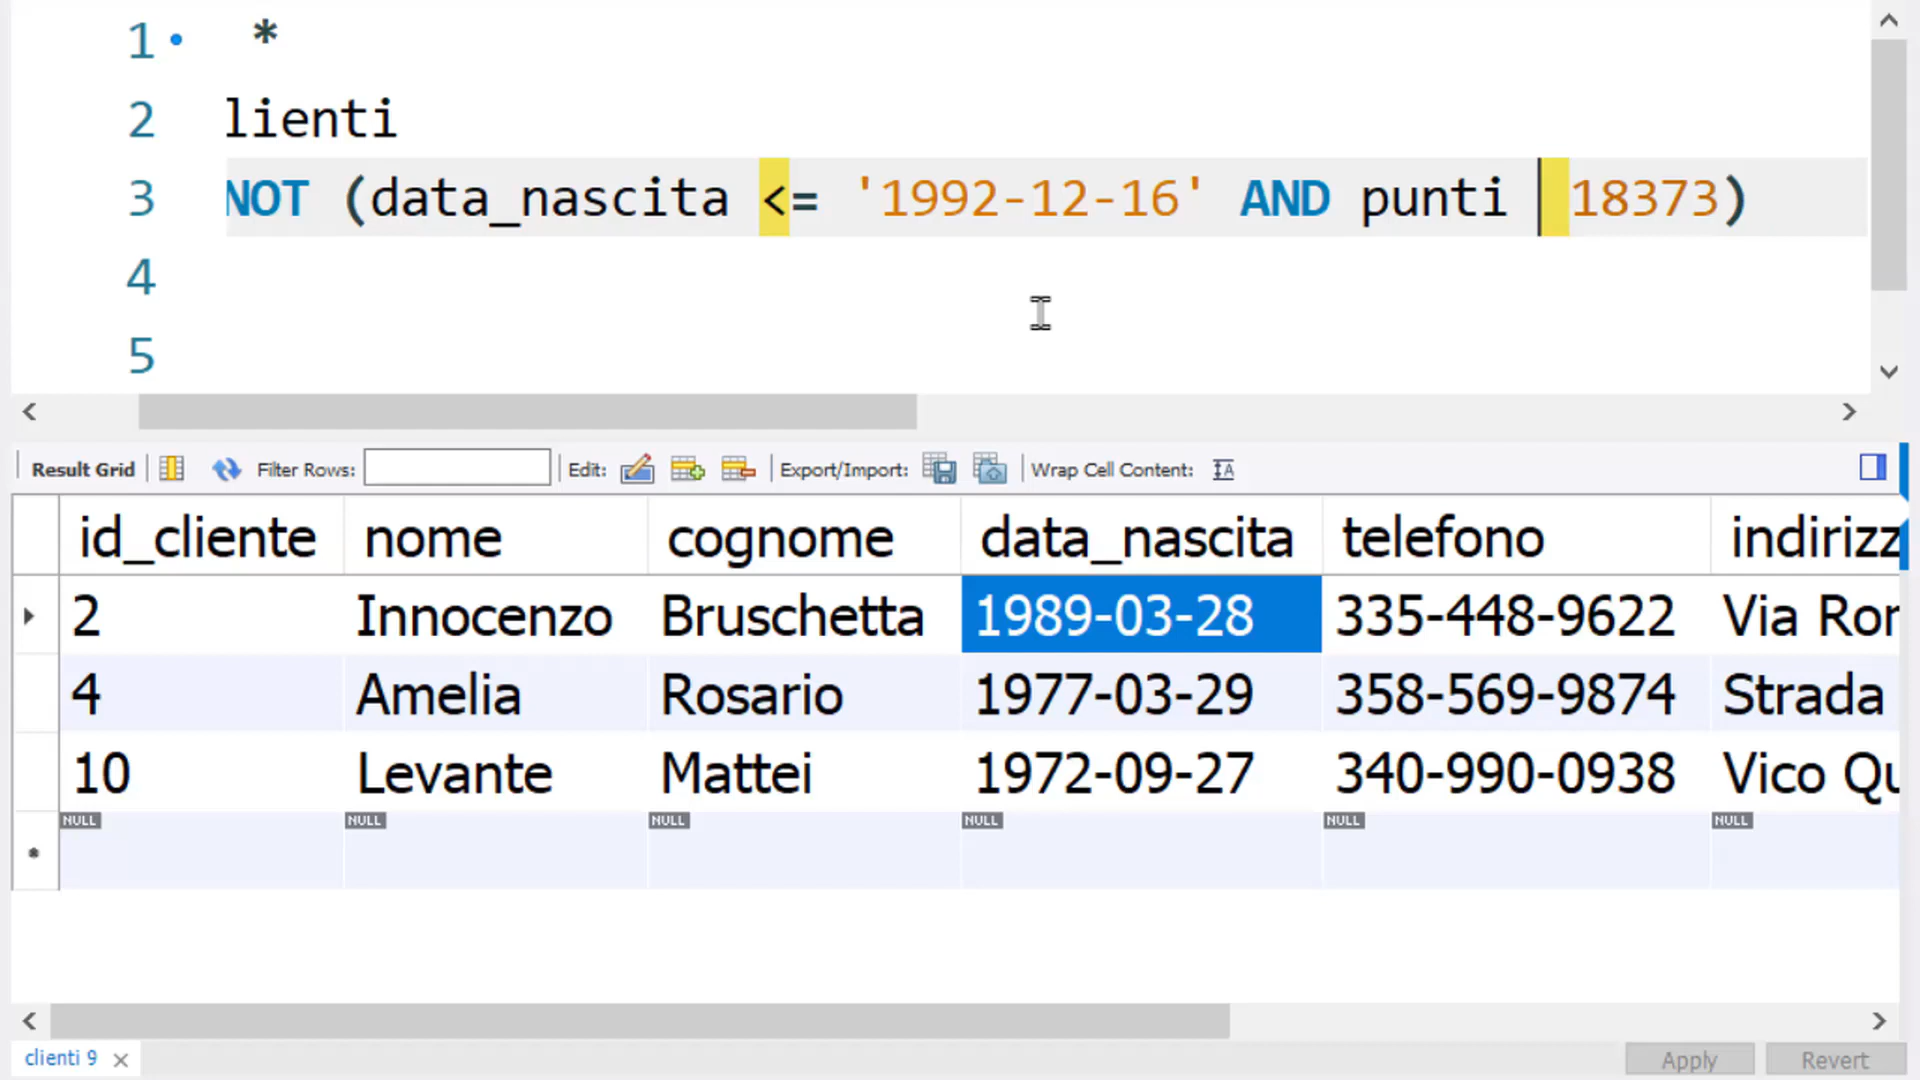 1 *
2 lienti
3 NOT (data_nascita <= '1992-12-16' AND punti 18373)
4
5
Result Grid Filter Rows: Edit: Export/Import: Wrap Cell Content: IA
id_cliente nome cognome data_nascita telefono indirizz
2 Innocenzo Bruschetta 1989-03-28 335-448-9622 Via Ror
4 Amelia Rosario 1977-03-29 358-569-9874 Strada
10 Levante Mattei 1972-09-27 340-990-0938 Vico Qu
NULL NULL NULL NULL NULL NULL
clienti 9 Apply Revert